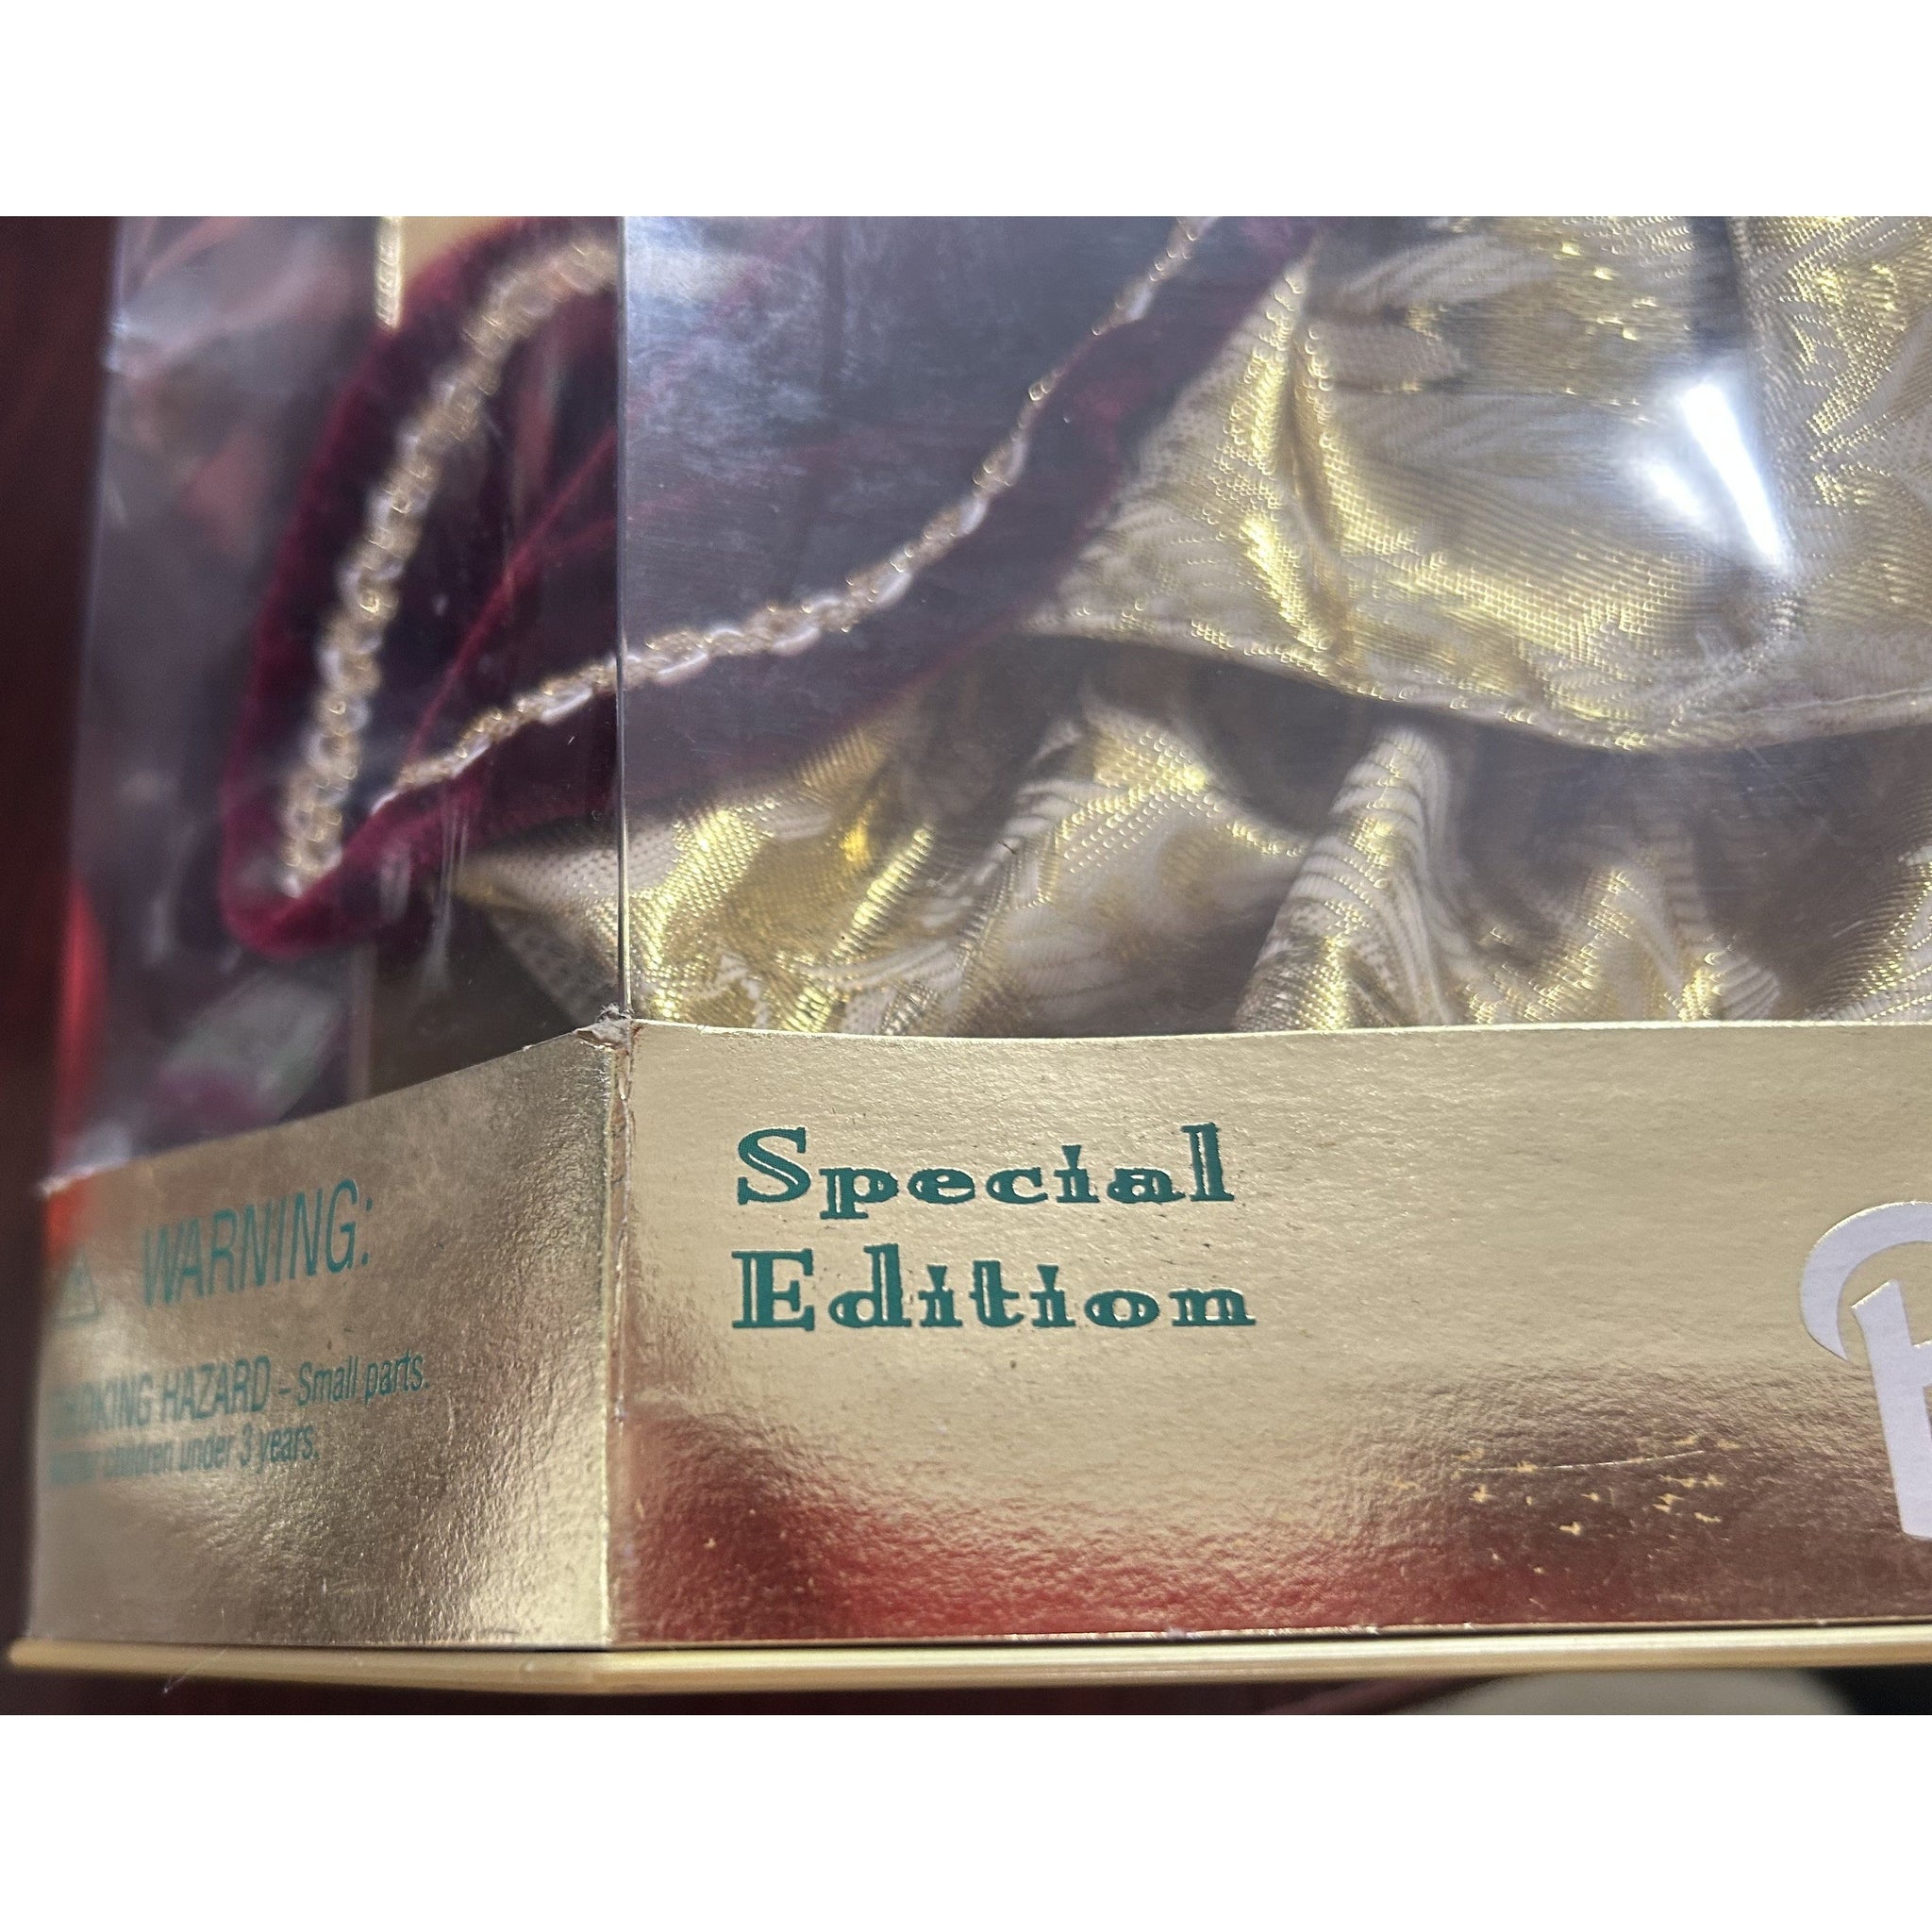 WARNING:
CHOKING HAZARD – Small parts.
children under 3 years.
Special
Edition